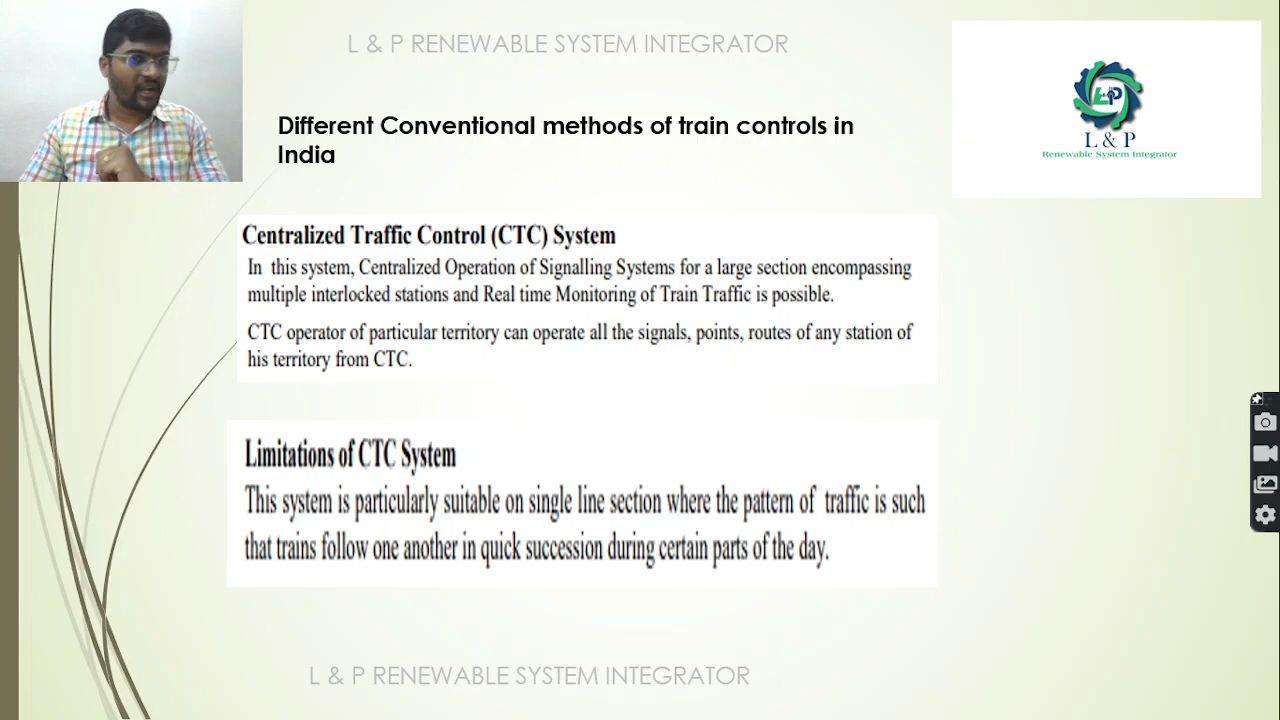 L & P RENEWABLE SYSTEM INTEGRATOR
Different Conventional methods of train controls in
India
L & P
L & P
Renewable System Integrator
Centralized Traffic Control (CTC) System
In this system, Centralized Operation of Signalling Systems for a large section encompassing
multiple interlocked stations and Real time Monitoring of Train Traffic is possible.
CTC operator of particular territory can operate all the signals, points, routes of any station of
his territory from CTC.
Limitations of CTC System
This system is particularly suitable on single line section where the pattern of traffic is such
that trains follow one another in quick succession during certain parts of the day.
L & P RENEWABLE SYSTEM INTEGRATOR